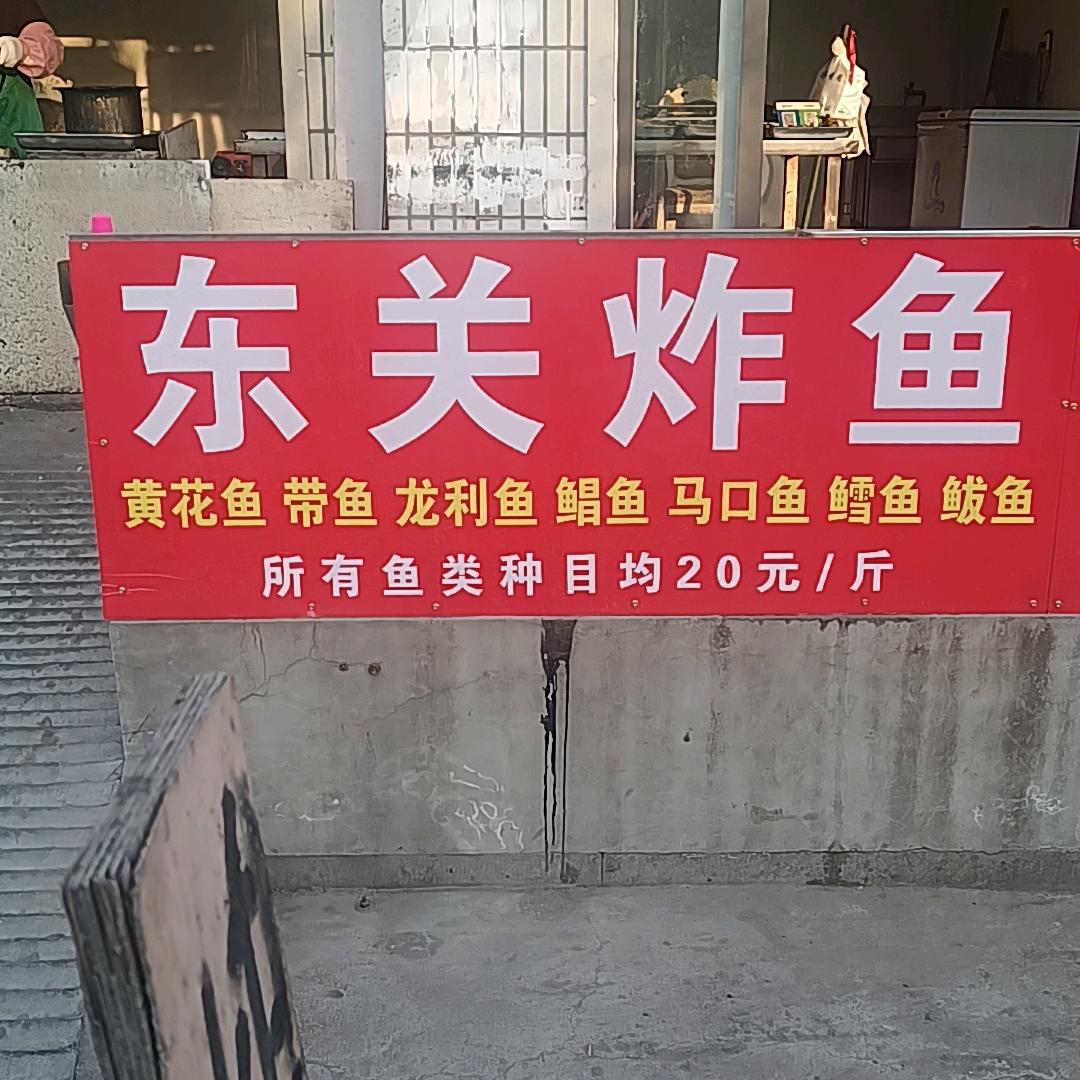 东关炸鱼
黄花鱼 带鱼 龙利鱼 鲳鱼 马口鱼 鳕鱼 鲅鱼
所有鱼类种目均20元/斤